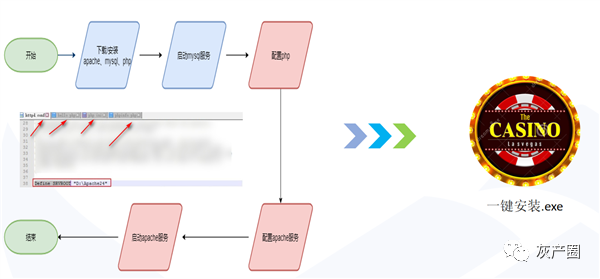 开始
下载/安装
apache、mysql、php
启动mysql服务
配置php
Define SRVROOT "D:\Apache24"
The
CASINO
Las vegas
一键安装.exe
结束
启动apache服务
配置apache服务
灰产圈